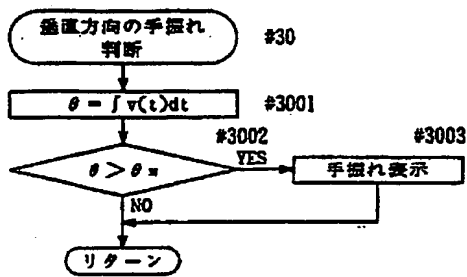 垂直方向の手振れ
判断
#30
θ = ∫ v(t)dt
#3001
#3002
#3003
θ > θ
YES
手振れ表示
NO
リターン